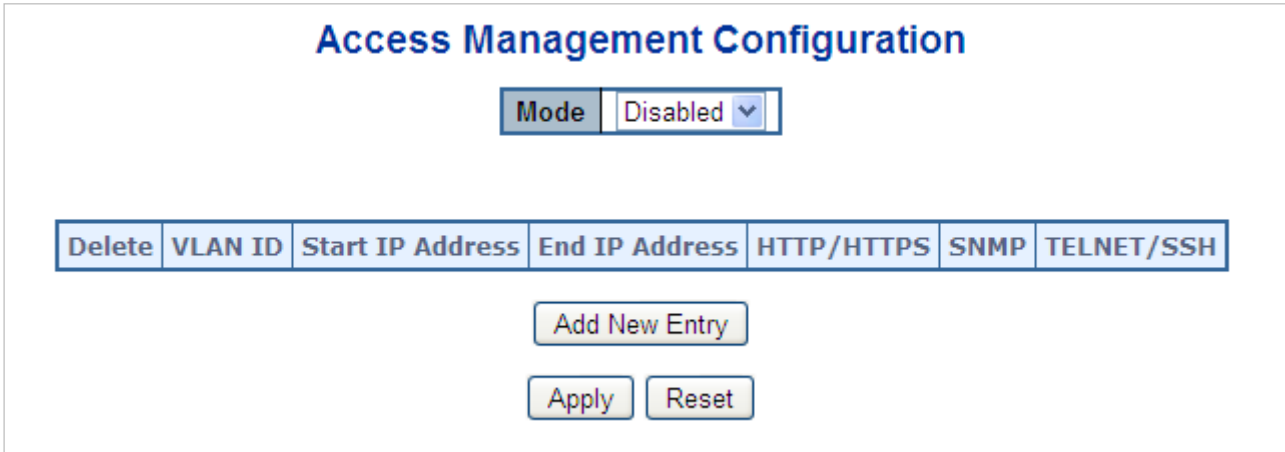 Access Management Configuration
Mode Disabled
Delete VLAN ID Start IP Address End IP Address HTTP/HTTPS SNMP TELNET/SSH
Add New Entry
Apply Reset